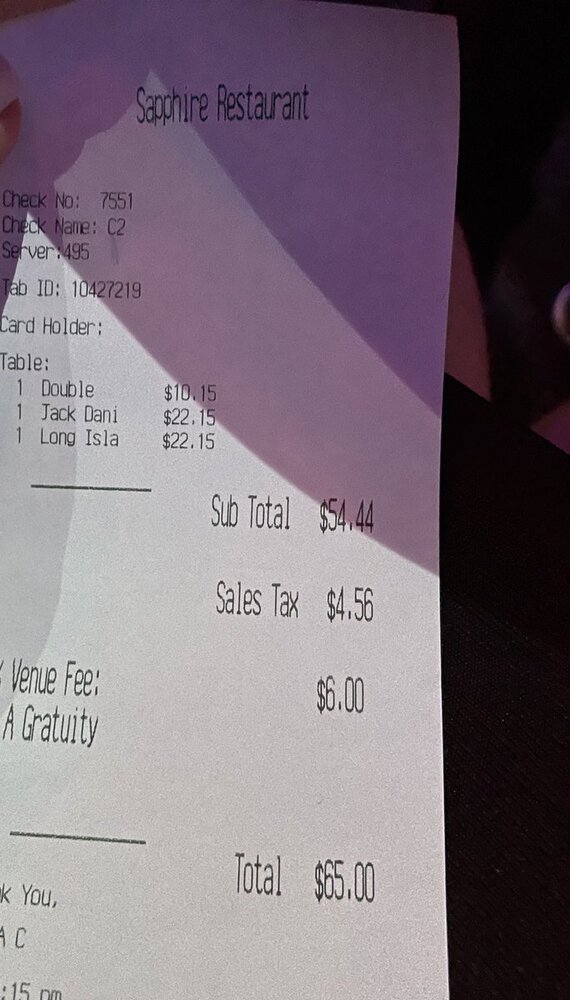 Sapphire Restaurant
Check No: 7551
Check Name: C2
Server:495
Tab ID: 10427219
Card Holder:
Table:
1 Double $10.15
1 Jack Dani $22.15
1 Long Isla $22.15
Sub Total $54.44
Sales Tax $4.56
Venue Fee: $6.00
A Gratuity
Total $65.00
k You,
A C
:15 pm